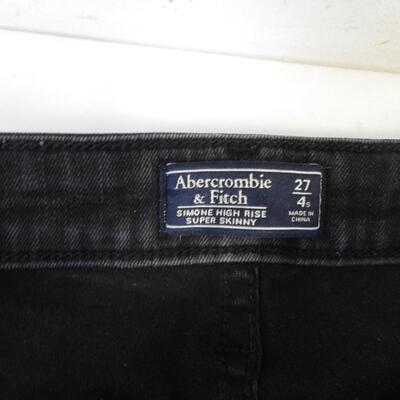 Abercrombie
& Fitch
SIMONE HIGH RISE
SUPER SKINNY
27
4s
MADE IN
CHINA